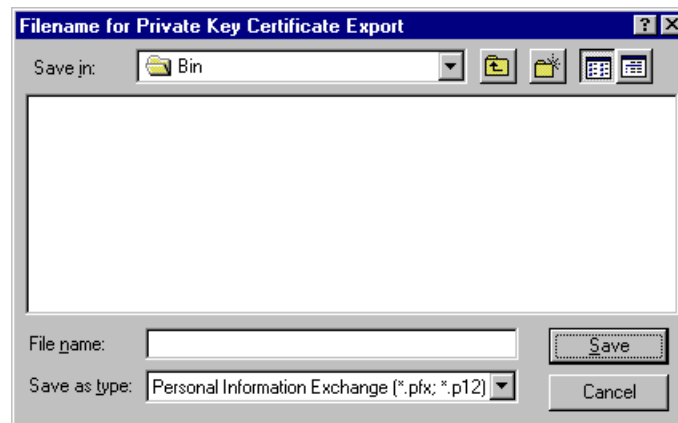 Filename for Private Key Certificate Export
Save in: Bin
File name: Save
Save as type: Personal Information Exchange (*.pfx; *.p12) Cancel